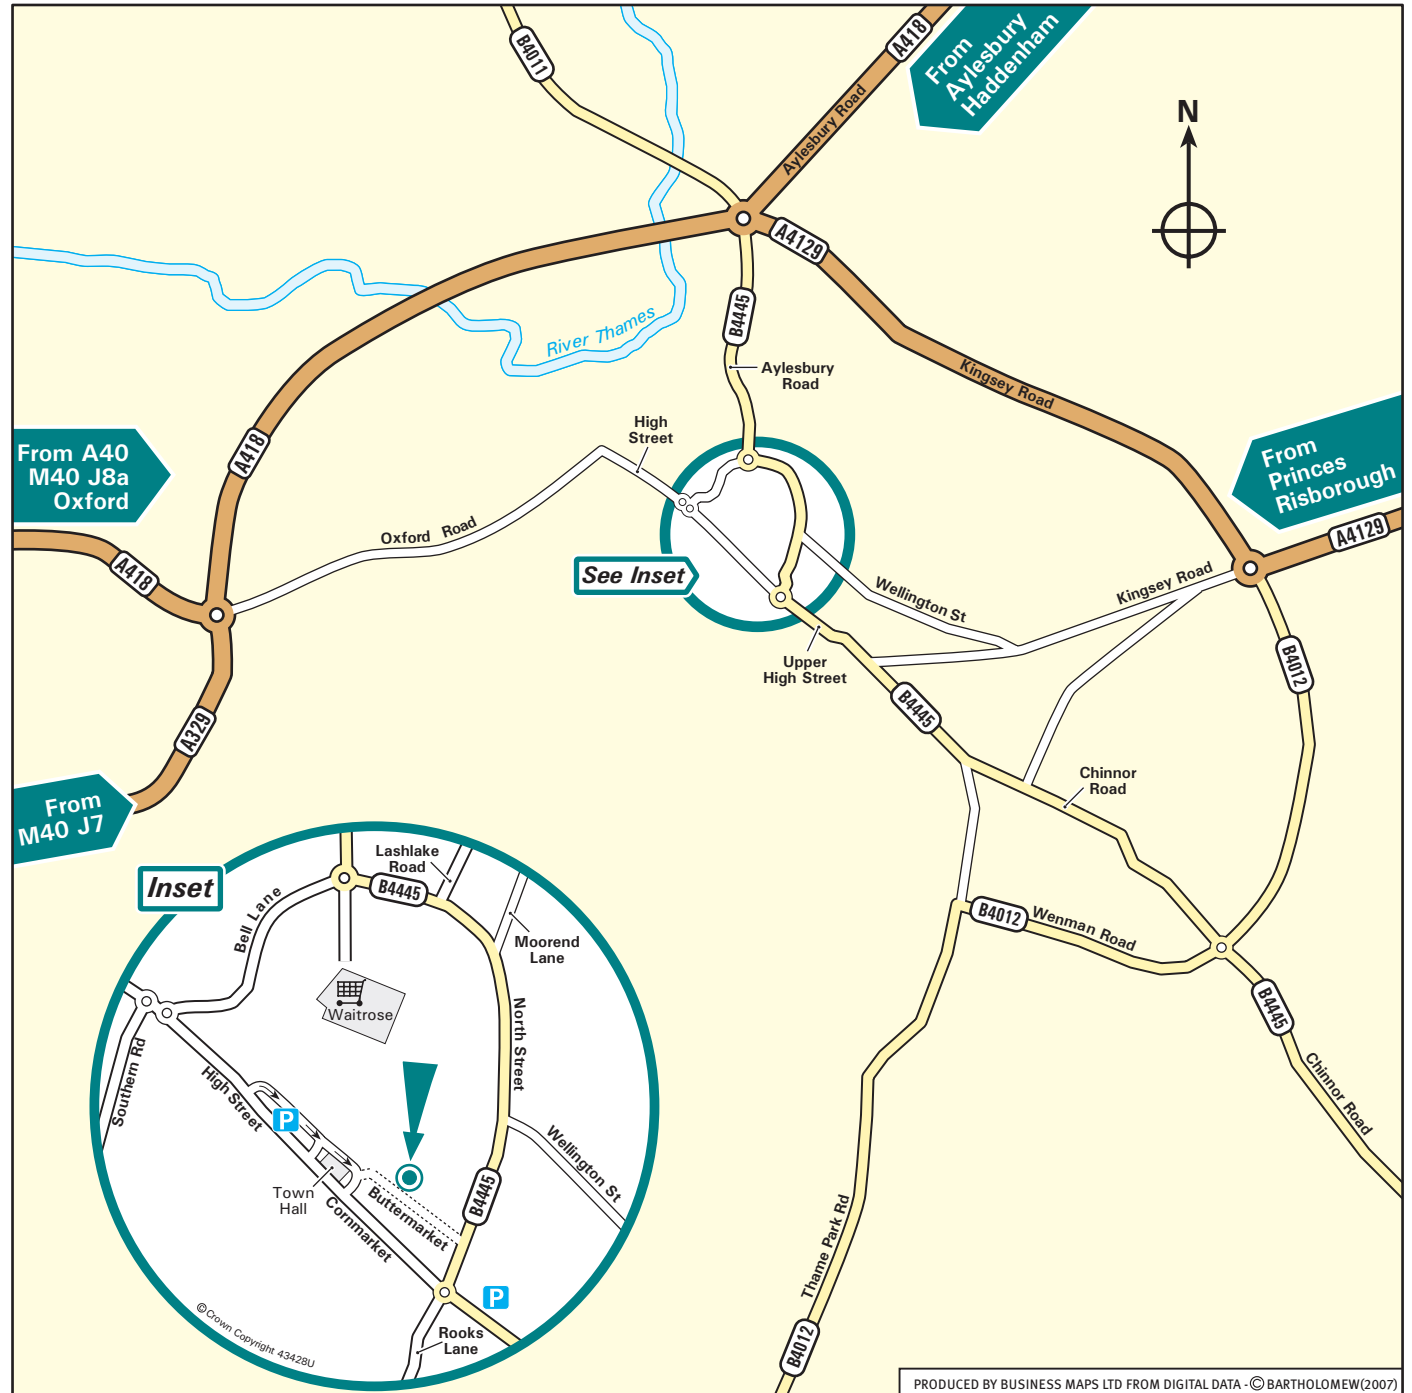 B4011
A418
From
Aylesbury
Haddenham
Aylesbury Road
N
A4129
B4445
River Thames
Aylesbury
Road
Kingsey Road
High
Street
From A40
M40 J8a
Oxford
A418
From
Princes
Risborough
A4129
Oxford Road
A418
See Inset
Wellington St
Kingsey Road
Upper
High Street
B4012
B4445
A329
Chinnor
Road
From
M40 J7
B4012
Wenman Road
B4445
Chinnor Road
Thame Park Rd
B4012
Inset
Lashlake
Road
B4445
Bell Lane
Moorend
Lane
Waitrose
North Street
Southern Rd
High Street
P
Wellington St
Town
Hall
Buttermarket
B4445
Cornmarket
P
Rooks
Lane
© Crown Copyright 43428U
PRODUCED BY BUSINESS MAPS LTD FROM DIGITAL DATA - © BARTHOLOMEW(2007)